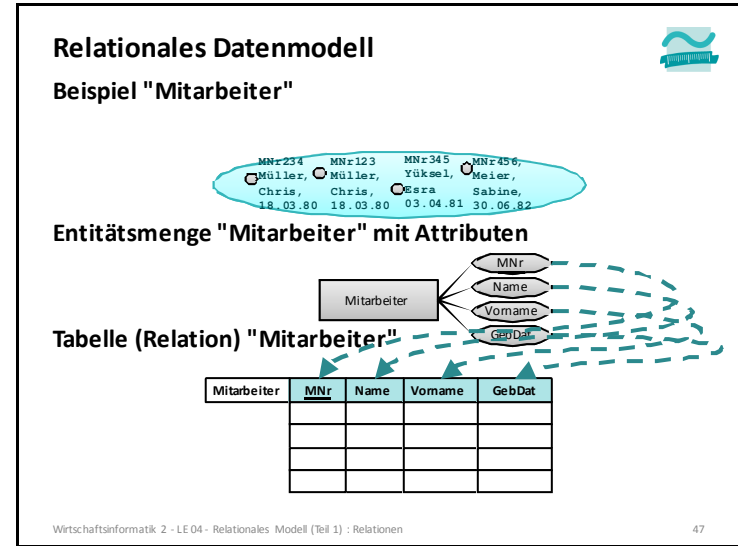 Relationales Datenmodell
Beispiel "Mitarbeiter"
MNr234 MNr123 MNr345 MNr456,
Müller, Müller, Yüksel, Meier,
Chris, Chris, Esra Sabine,
18.03.80 18.03.80 03.04.81 30.06.82
Entitätsmenge "Mitarbeiter" mit Attributen
MNr
Name
Mitarbeiter
Vorname
GebDat
Tabelle (Relation) "Mitarbeiter"
Mitarbeiter MNr Name Vorname GebDat
Wirtschaftsinformatik 2 - LE 04 - Relationales Modell (Teil 1) : Relationen 47